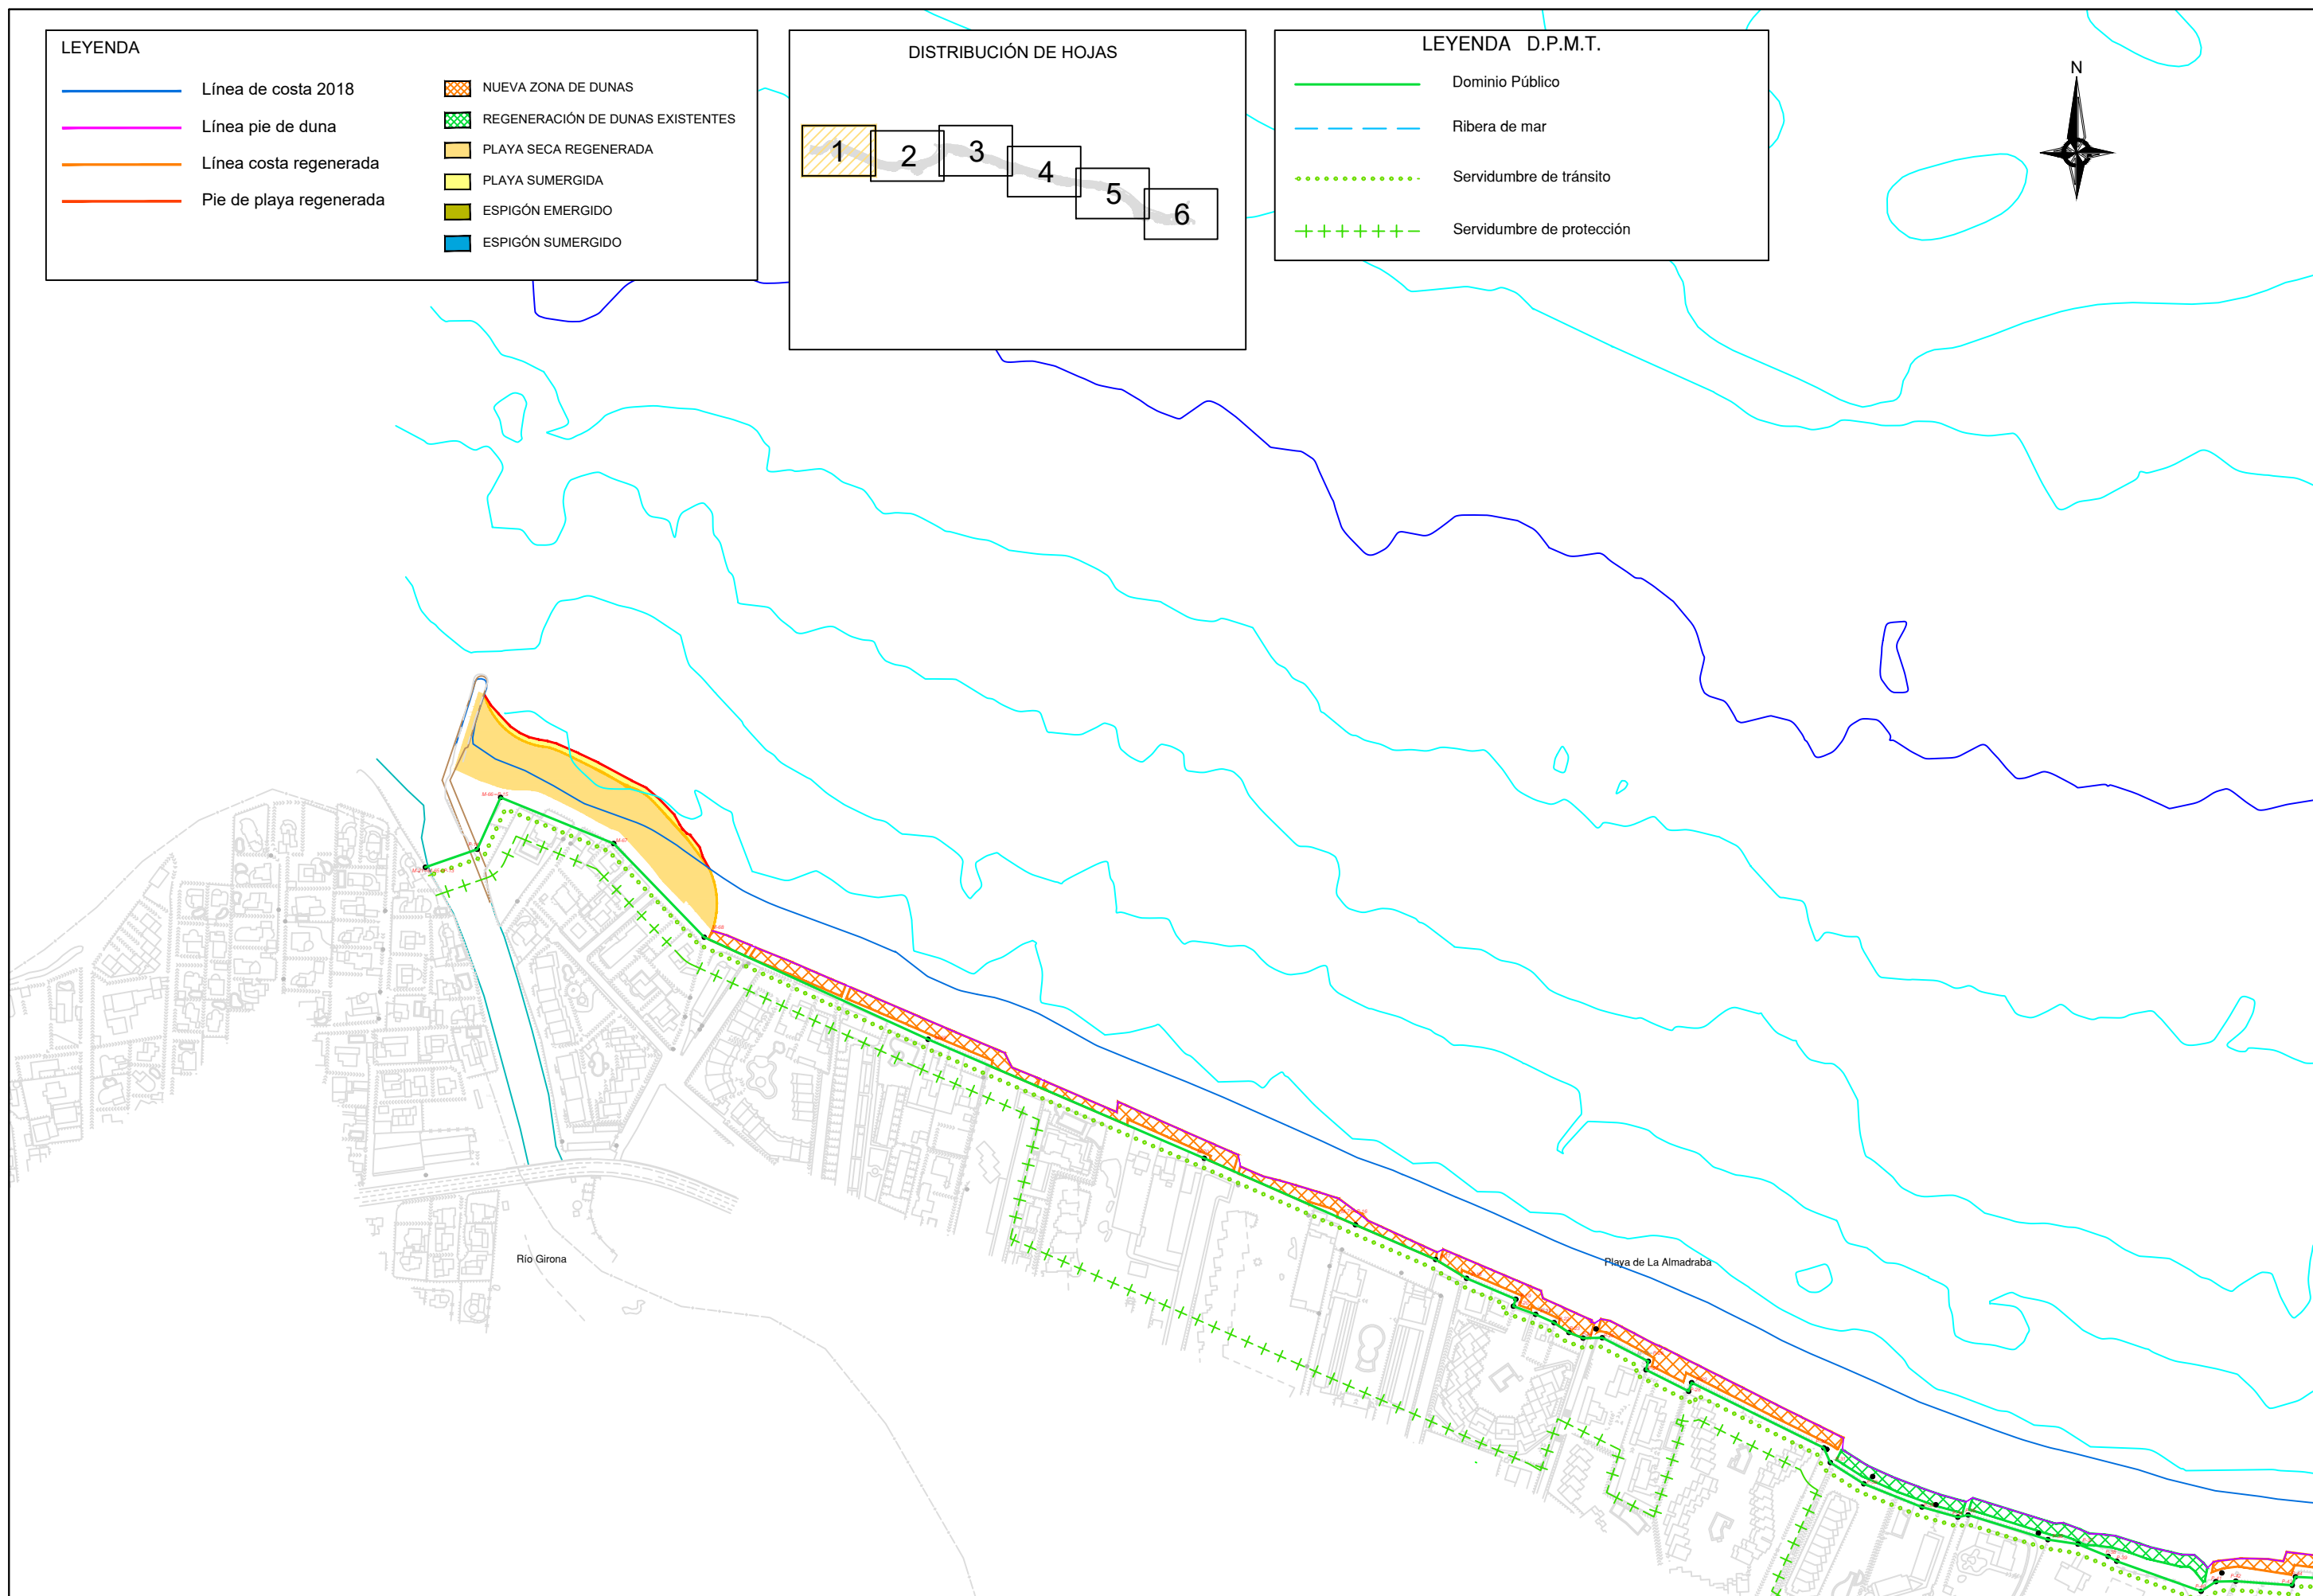 LEYENDA
Línea de costa 2018
Línea pie de duna
Línea costa regenerada
Pie de playa regenerada
NUEVA ZONA DE DUNAS
REGENERACIÓN DE DUNAS EXISTENTES
PLAYA SECA REGENERADA
PLAYA SUMERGIDA
ESPIGÓN EMERGIDO
ESPIGÓN SUMERGIDO
DISTRIBUCIÓN DE HOJAS
1
2
3
4
5
6
LEYENDA D.P.M.T.
Dominio Público
Ribera de mar
Servidumbre de tránsito
Servidumbre de protección
N
M-67
Río Girona
Playa de La Almadraba